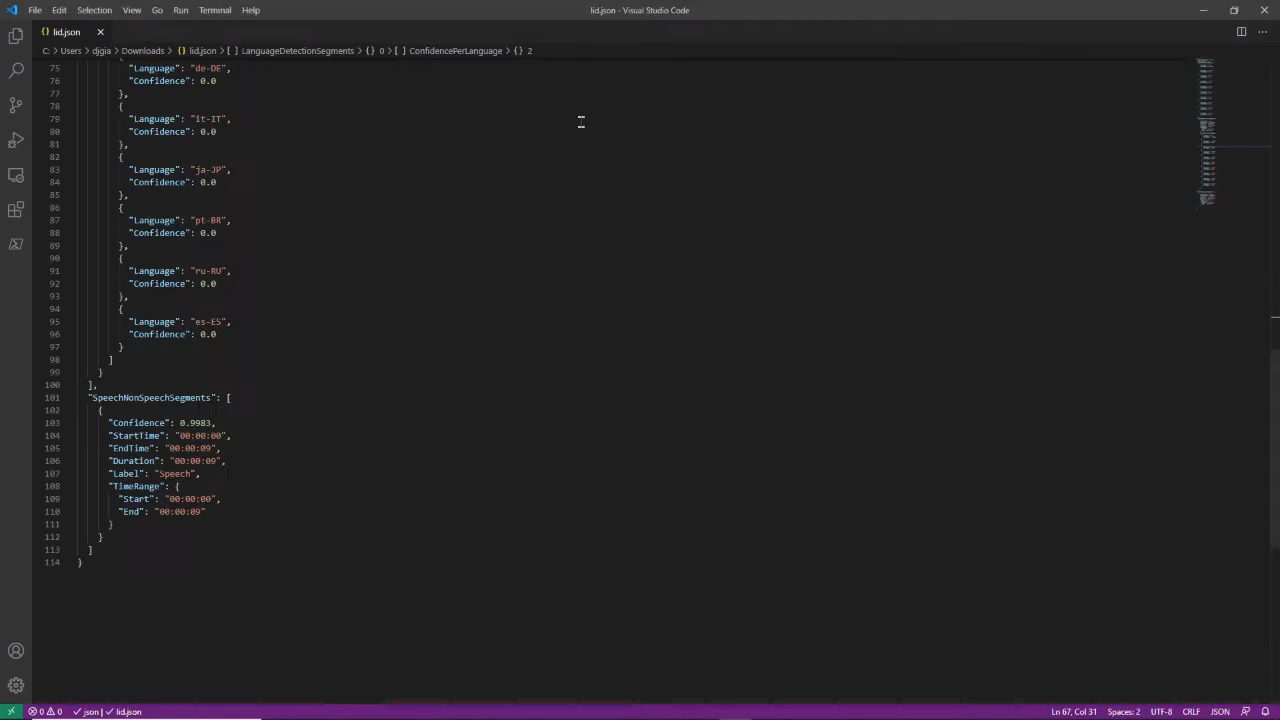 File Edit Selection View Go Run Terminal Help
lid.json - Visual Studio Code
lid.json
C: > Users > djgia > Downloads > {} lid.json > [ ] LanguageDetectionSegments > {} 0 > [ ] ConfidencePerLanguage > {} 2
75 "Language": "de-DE",
76 "Confidence": 0.0
77 },
78 {
79 "Language": "it-IT",
80 "Confidence": 0.0
81 },
82 {
83 "Language": "ja-JP",
84 "Confidence": 0.0
85 },
86 {
87 "Language": "pt-BR",
88 "Confidence": 0.0
89 },
90 {
91 "Language": "ru-RU",
92 "Confidence": 0.0
93 },
94 {
95 "Language": "es-ES",
96 "Confidence": 0.0
97 }
98 ]
99 }
100 ],
101 "SpeechNonSpeechSegments": [
102 {
103 "Confidence": 0.9983,
104 "StartTime": "00:00:00",
105 "EndTime": "00:00:09",
106 "Duration": "00:00:09",
107 "Label": "Speech",
108 "TimeRange": {
109 "Start": "00:00:00",
110 "End": "00:00:09"
111 }
112 }
113 ]
114 }
0 0 json | lid.json
Ln 67, Col 31 Spaces: 2 UTF-8 CRLF JSON